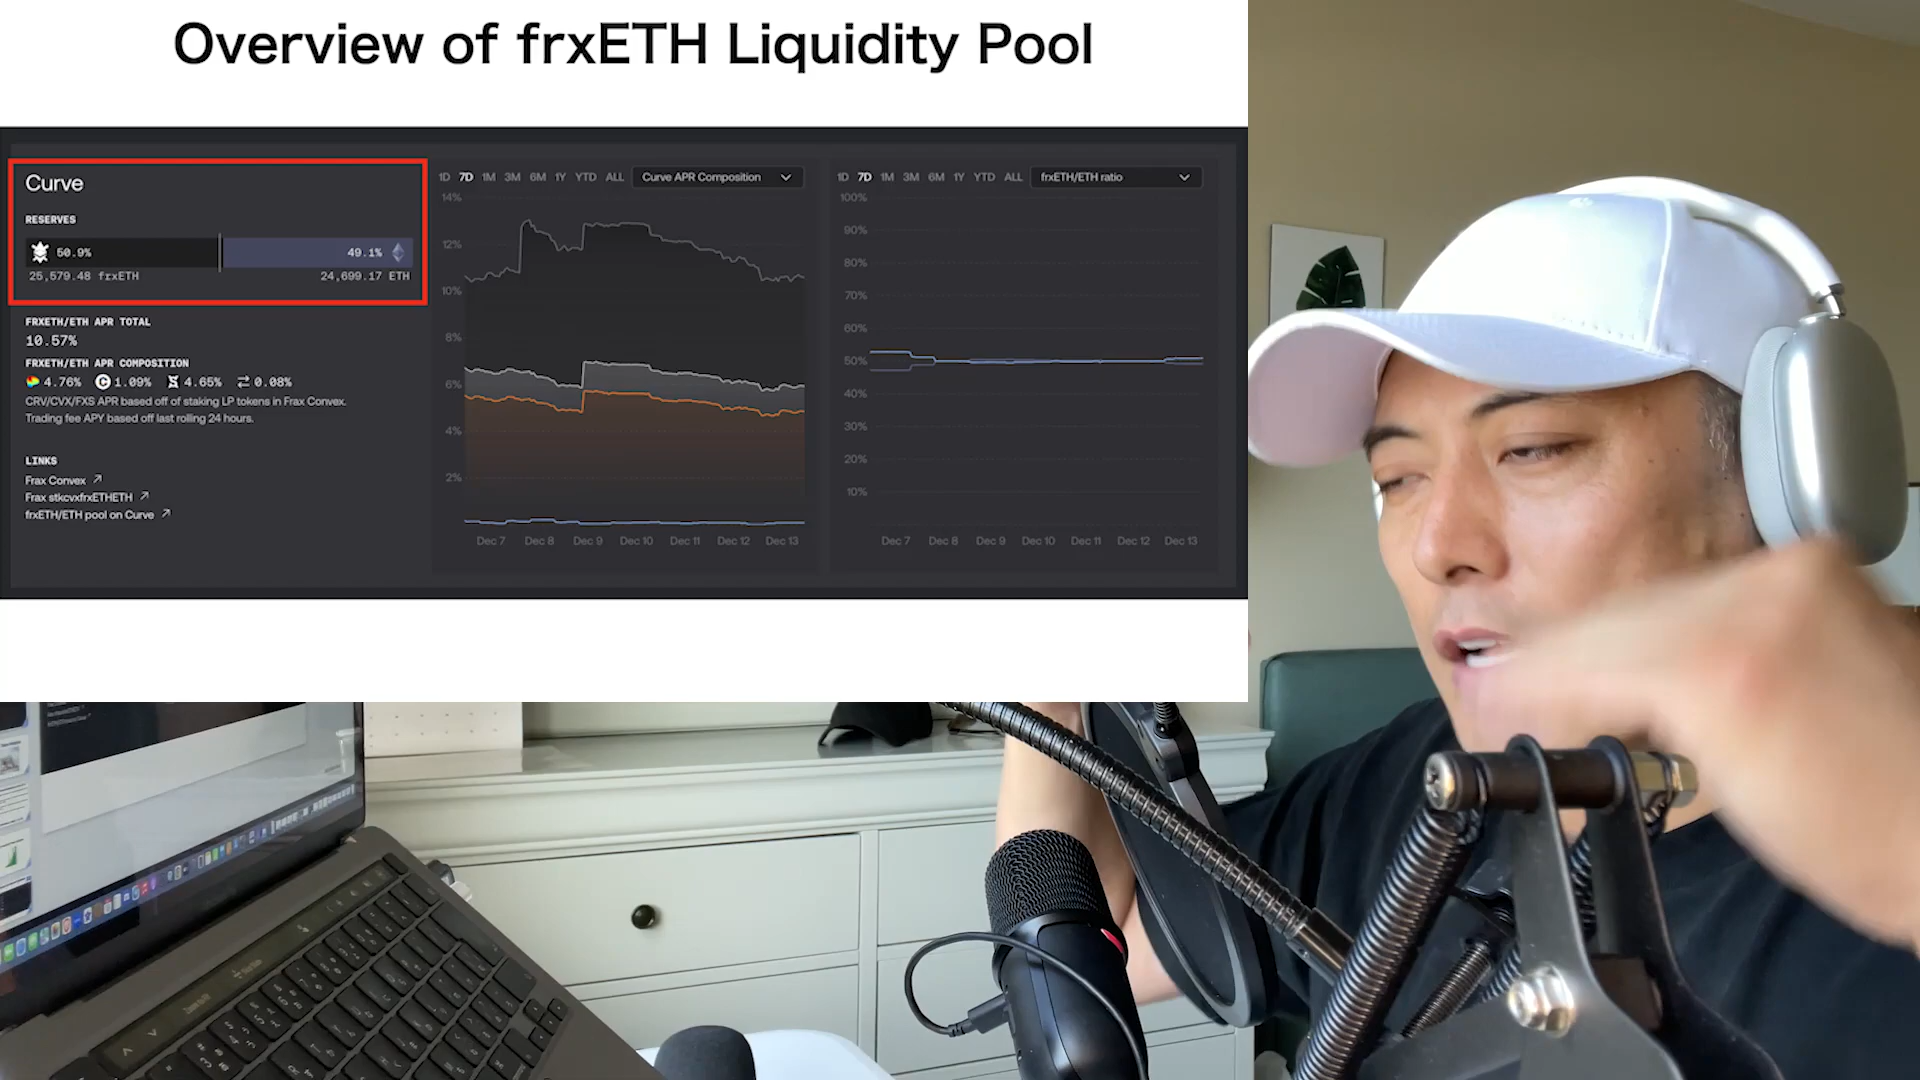 Overview of frxETH Liquidity Pool
Curve
RESERVES
50.9%
49.1%
25,579.48 frxETH
24,699.17 ETH
FRXETH/ETH APR TOTAL
10.57%
FRXETH/ETH APR COMPOSITION
4.76% 1.09% 4.65% 0.08%
CRV/CVX/FXS APR based off of staking LP tokens in Frax Convex.
Trading fee APY based off last rolling 24 hours.
LINKS
Frax Convex
Frax stkcvxfrxETHETH
frxETH/ETH pool on Curve
1D 7D 1M 3M 6M 1Y YTD ALL Curve APR Composition
14%
12%
10%
8%
6%
4%
2%
Dec 7 Dec 8 Dec 9 Dec 10 Dec 11 Dec 12 Dec 13
1D 7D 1M 3M 6M 1Y YTD ALL frxETH/ETH ratio
100%
90%
80%
70%
60%
50%
40%
30%
20%
10%
Dec 7 Dec 8 Dec 9 Dec 10 Dec 11 Dec 12 Dec 13